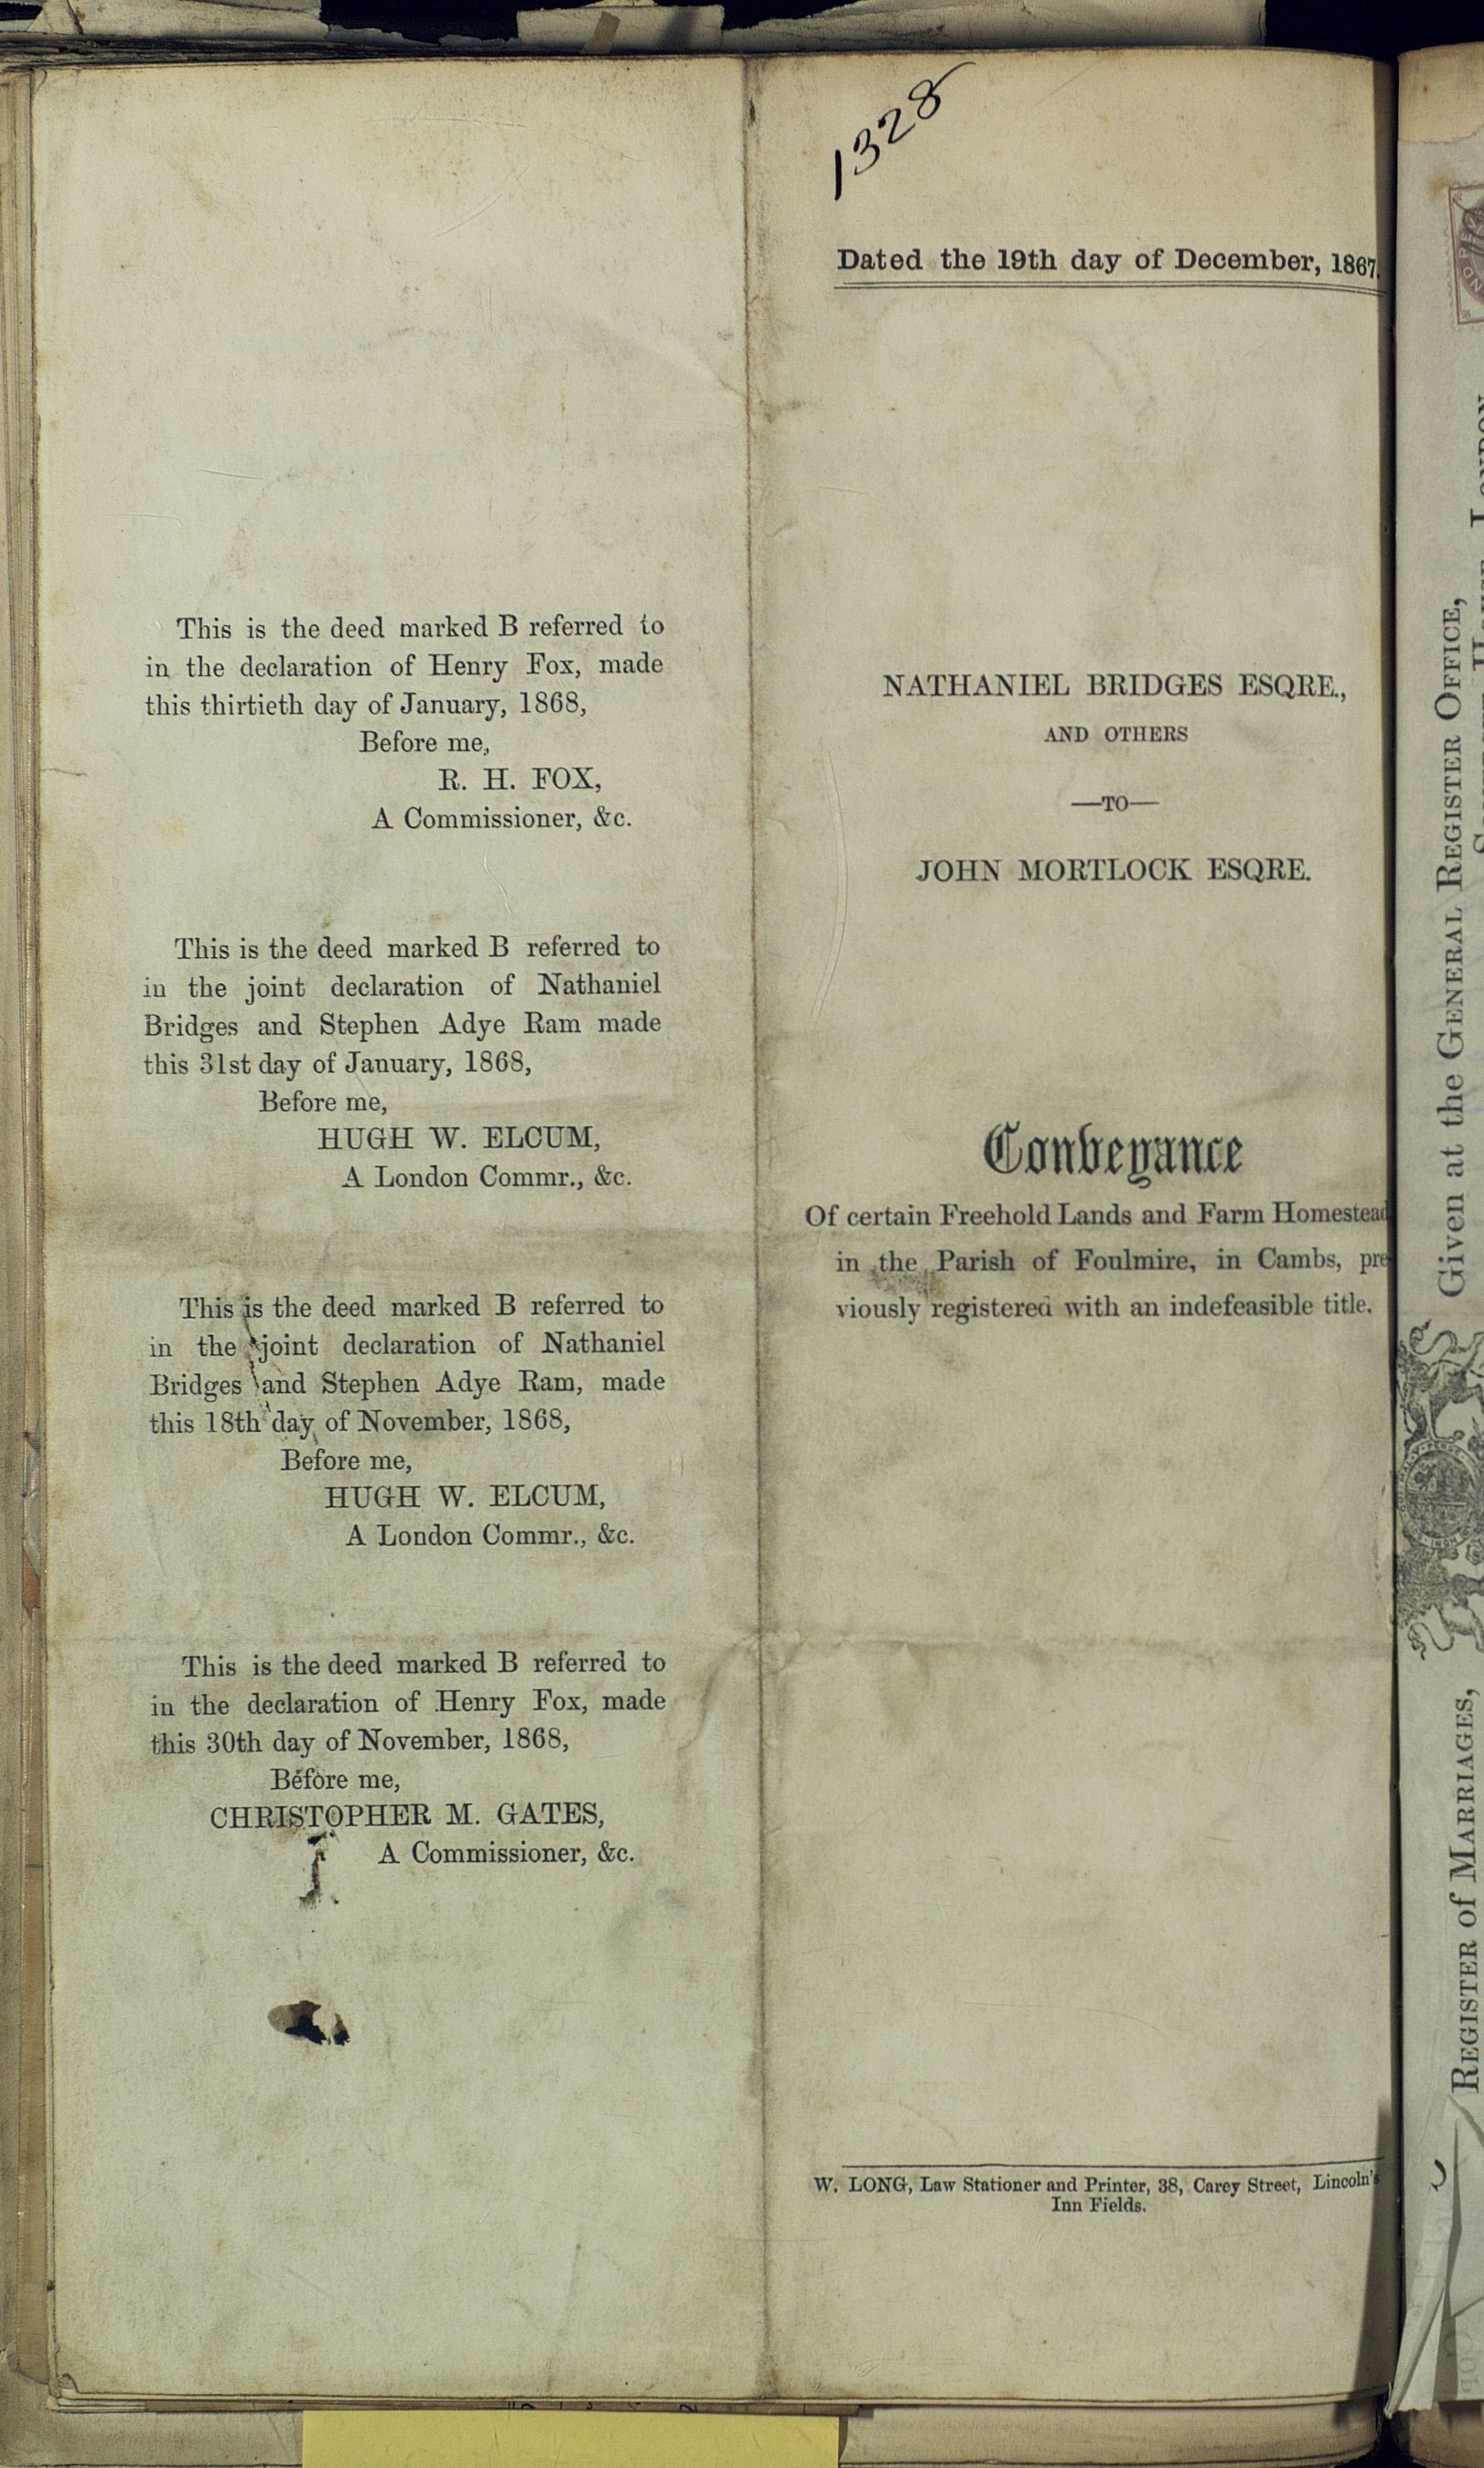 This is the deed marked B referred to
in the declaration of Henry Fox, made
this thirtieth day of January, 1868,
Before me,
R. H. FOX,
A Commissioner, &c.
This is the deed marked B referred to
in the joint declaration of Nathaniel
Bridges and Stephen Adye Ram made
this 31st day of January, 1868,
Before me,
HUGH W. ELCUM,
A London Commr., &c.
This is the deed marked B referred to
in the joint declaration of Nathaniel
Bridges and Stephen Adye Ram, made
this 18th day of November, 1868,
Before me,
HUGH W. ELCUM,
A London Commr., &c.
This is the deed marked B referred to
in the declaration of Henry Fox, made
this 30th day of November, 1868,
Before me,
CHRISTOPHER M. GATES,
A Commissioner, &c.
1328
Dated the 19th day of December, 1867.
NATHANIEL BRIDGES ESQRE.,
AND OTHERS
—TO—
JOHN MORTLOCK ESQRE.
Conveyance
Of certain Freehold Lands and Farm Homestead
in the Parish of Foulmire, in Cambs, pre
viously registered with an indefeasible title.
W. LONG, Law Stationer and Printer, 38, Carey Street, Lincoln's
Inn Fields.
Given at the GENERAL REGISTER OFFICE,
LONDON
REGISTER of MARRIAGES,